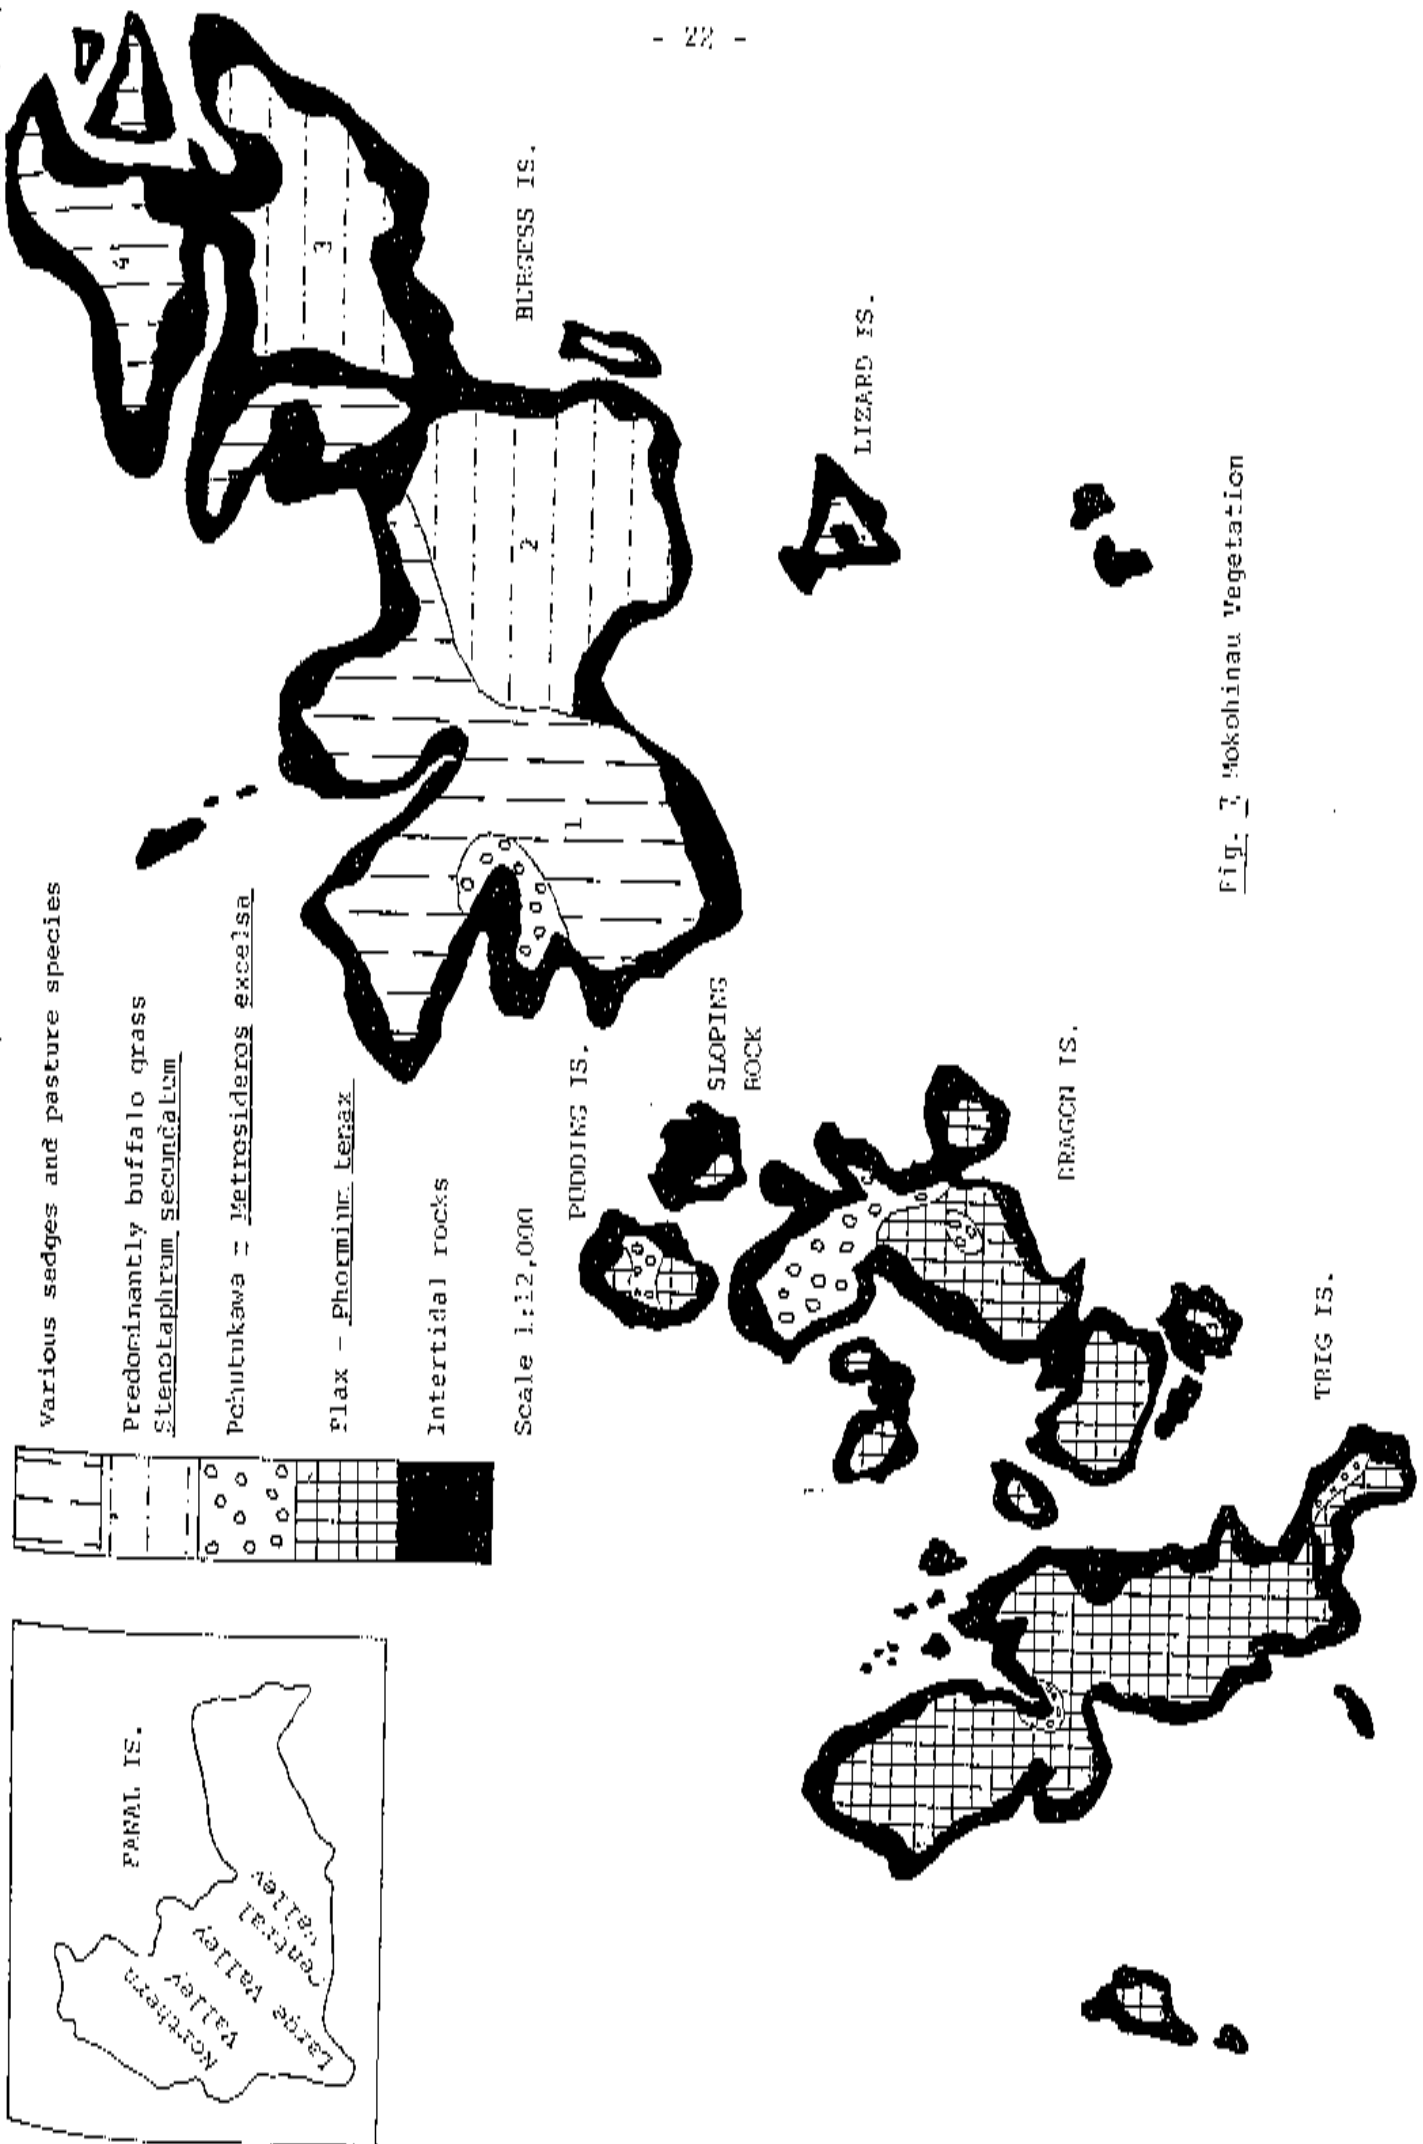 - 22 -
Various sedges and pasture species
Predominantly buffalo grass
Stenotaphrum secundatum
Pohutukawa = Metrosideros excelsa
Flax - Phormium tenax
Intertidal rocks
Scale 1:12,000
FANAL IS.
Northern
Valley
Large Valley
Central
Valley
BURGESS IS.
4
3
2
1
LIZARD IS.
PUDDING IS.
SLOPING
ROCK
DRAGON IS.
TRIG IS.
Fig. 7 Mokohinau Vegetation